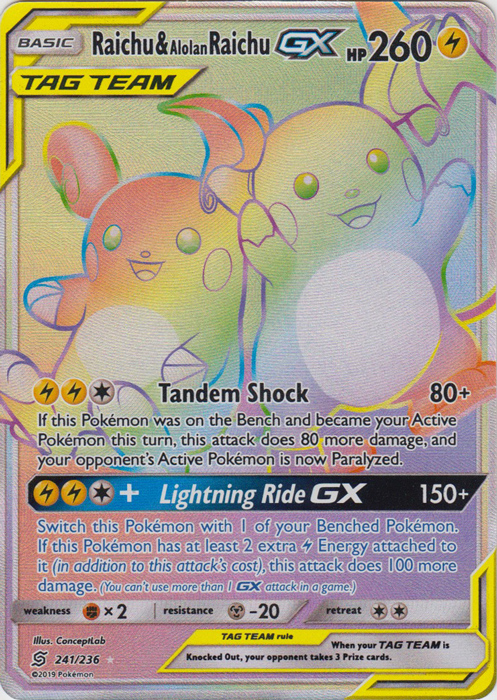 BASIC Raichu & Alolan Raichu GX HP 260
TAG TEAM
Tandem Shock 80+
If this Pokémon was on the Bench and became your Active
Pokémon this turn, this attack does 80 more damage, and
your opponent's Active Pokémon is now Paralyzed.
+ Lightning Ride GX 150+
Switch this Pokémon with 1 of your Benched Pokémon.
If this Pokémon has at least 2 extra Energy attached to
it (in addition to this attack's cost), this attack does 100 more
damage. (You can't use more than 1 GX attack in a game.)
weakness ×2 resistance -20 retreat
Illus. ConceptLab
241/236
©2019 Pokémon
TAG TEAM rule
When your TAG TEAM is
Knocked Out, your opponent takes 3 Prize cards.